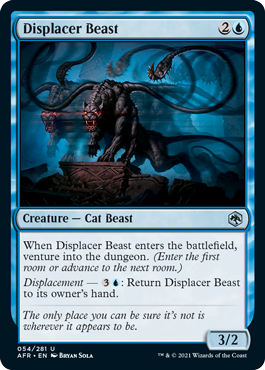 Displacer Beast 2
Creature — Cat Beast
When Displacer Beast enters the battlefield,
venture into the dungeon. (Enter the first
room or advance to the next room.)
Displacement — 3 : Return Displacer Beast
to its owner's hand.
The only place you can be sure it's not is
wherever it appears to be.
3/2
054/281 U
AFR • EN BRYAN SOLA
™ & © 2021 Wizards of the Coast